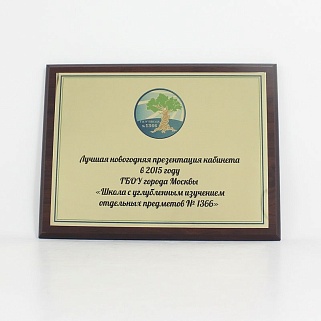 Лучшая новогодняя презентация кабинета
в 2015 году
ГБОУ города Москвы
«Школа с углубленным изучением
отдельных предметов № 1366»